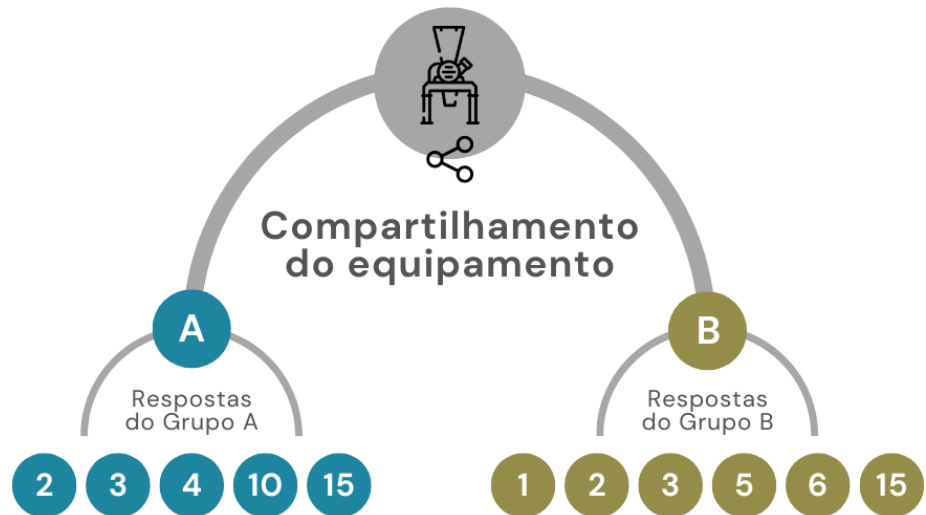 Compartilhamento
do equipamento
A
B
Respostas
do Grupo A
Respostas
do Grupo B
2 3 4 10 15
1 2 3 5 6 15